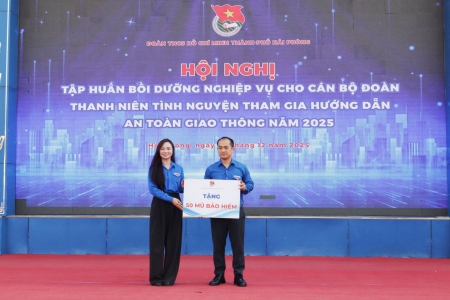 ĐOÀN TNCS HỒ CHÍ MINH THÀNH PHỐ HẢI PHÒNG
HỘI NGHỊ
TẬP HUẤN BỒI DƯỠNG NGHIỆP VỤ CHO CÁN BỘ ĐOÀN
THANH NIÊN TÌNH NGUYỆN THAM GIA HƯỚNG DẪN
AN TOÀN GIAO THÔNG NĂM 2025
12/2025
TẶNG
50 MŨ BẢO HIỂM